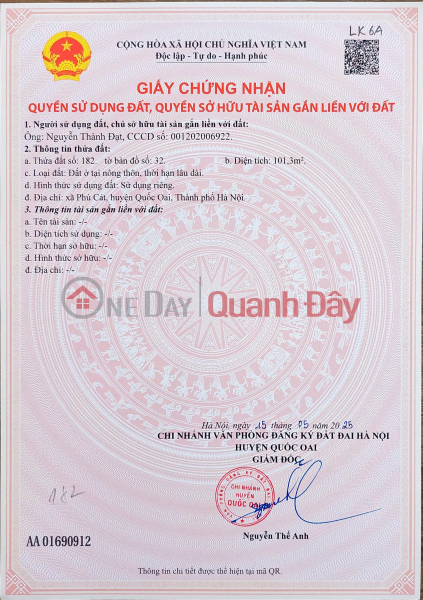 CỘNG HÒA XÃ HỘI CHỦ NGHĨA VIỆT NAM
Độc lập - Tự do - Hạnh phúc
LK 6A
GIẤY CHỨNG NHẬN
QUYỀN SỬ DỤNG ĐẤT, QUYỀN SỞ HỮU TÀI SẢN GẮN LIỀN VỚI ĐẤT
1. Người sử dụng đất, chủ sở hữu tài sản gắn liền với đất:
Ông: Nguyễn Thành Đạt, CCCD số: 001202006922.
2. Thông tin thửa đất:
a. Thửa đất số: 182. tờ bản đồ số: 32. b. Diện tích: 101,3m².
c. Loại đất: Đất ở tại nông thôn, thời hạn lâu dài.
d. Hình thức sử dụng đất: Sử dụng riêng.
đ. Địa chỉ: xã Phú Cát, huyện Quốc Oai, Thành phố Hà Nội.
3. Thông tin tài sản gắn liền với đất:
a. Tên tài sản: -/-
b. Diện tích sử dụng: -/-
c. Thời hạn sở hữu: -/-
d. Hình thức sở hữu: -/-
đ. Địa chỉ: -/-
ONE DAY Quanh Đây
Hà Nội, ngày 15 tháng 05 năm 2025
CHI NHÁNH VĂN PHÒNG ĐĂNG KÝ ĐẤT ĐAI HÀ NỘI
HUYỆN QUỐC OAI
GIÁM ĐỐC
CHI NHÁNH
HUYỆN
QUỐC OAI
182
Nguyễn Thế Anh
AA 01690912
Thông tin chi tiết được thể hiện tại mã QR.